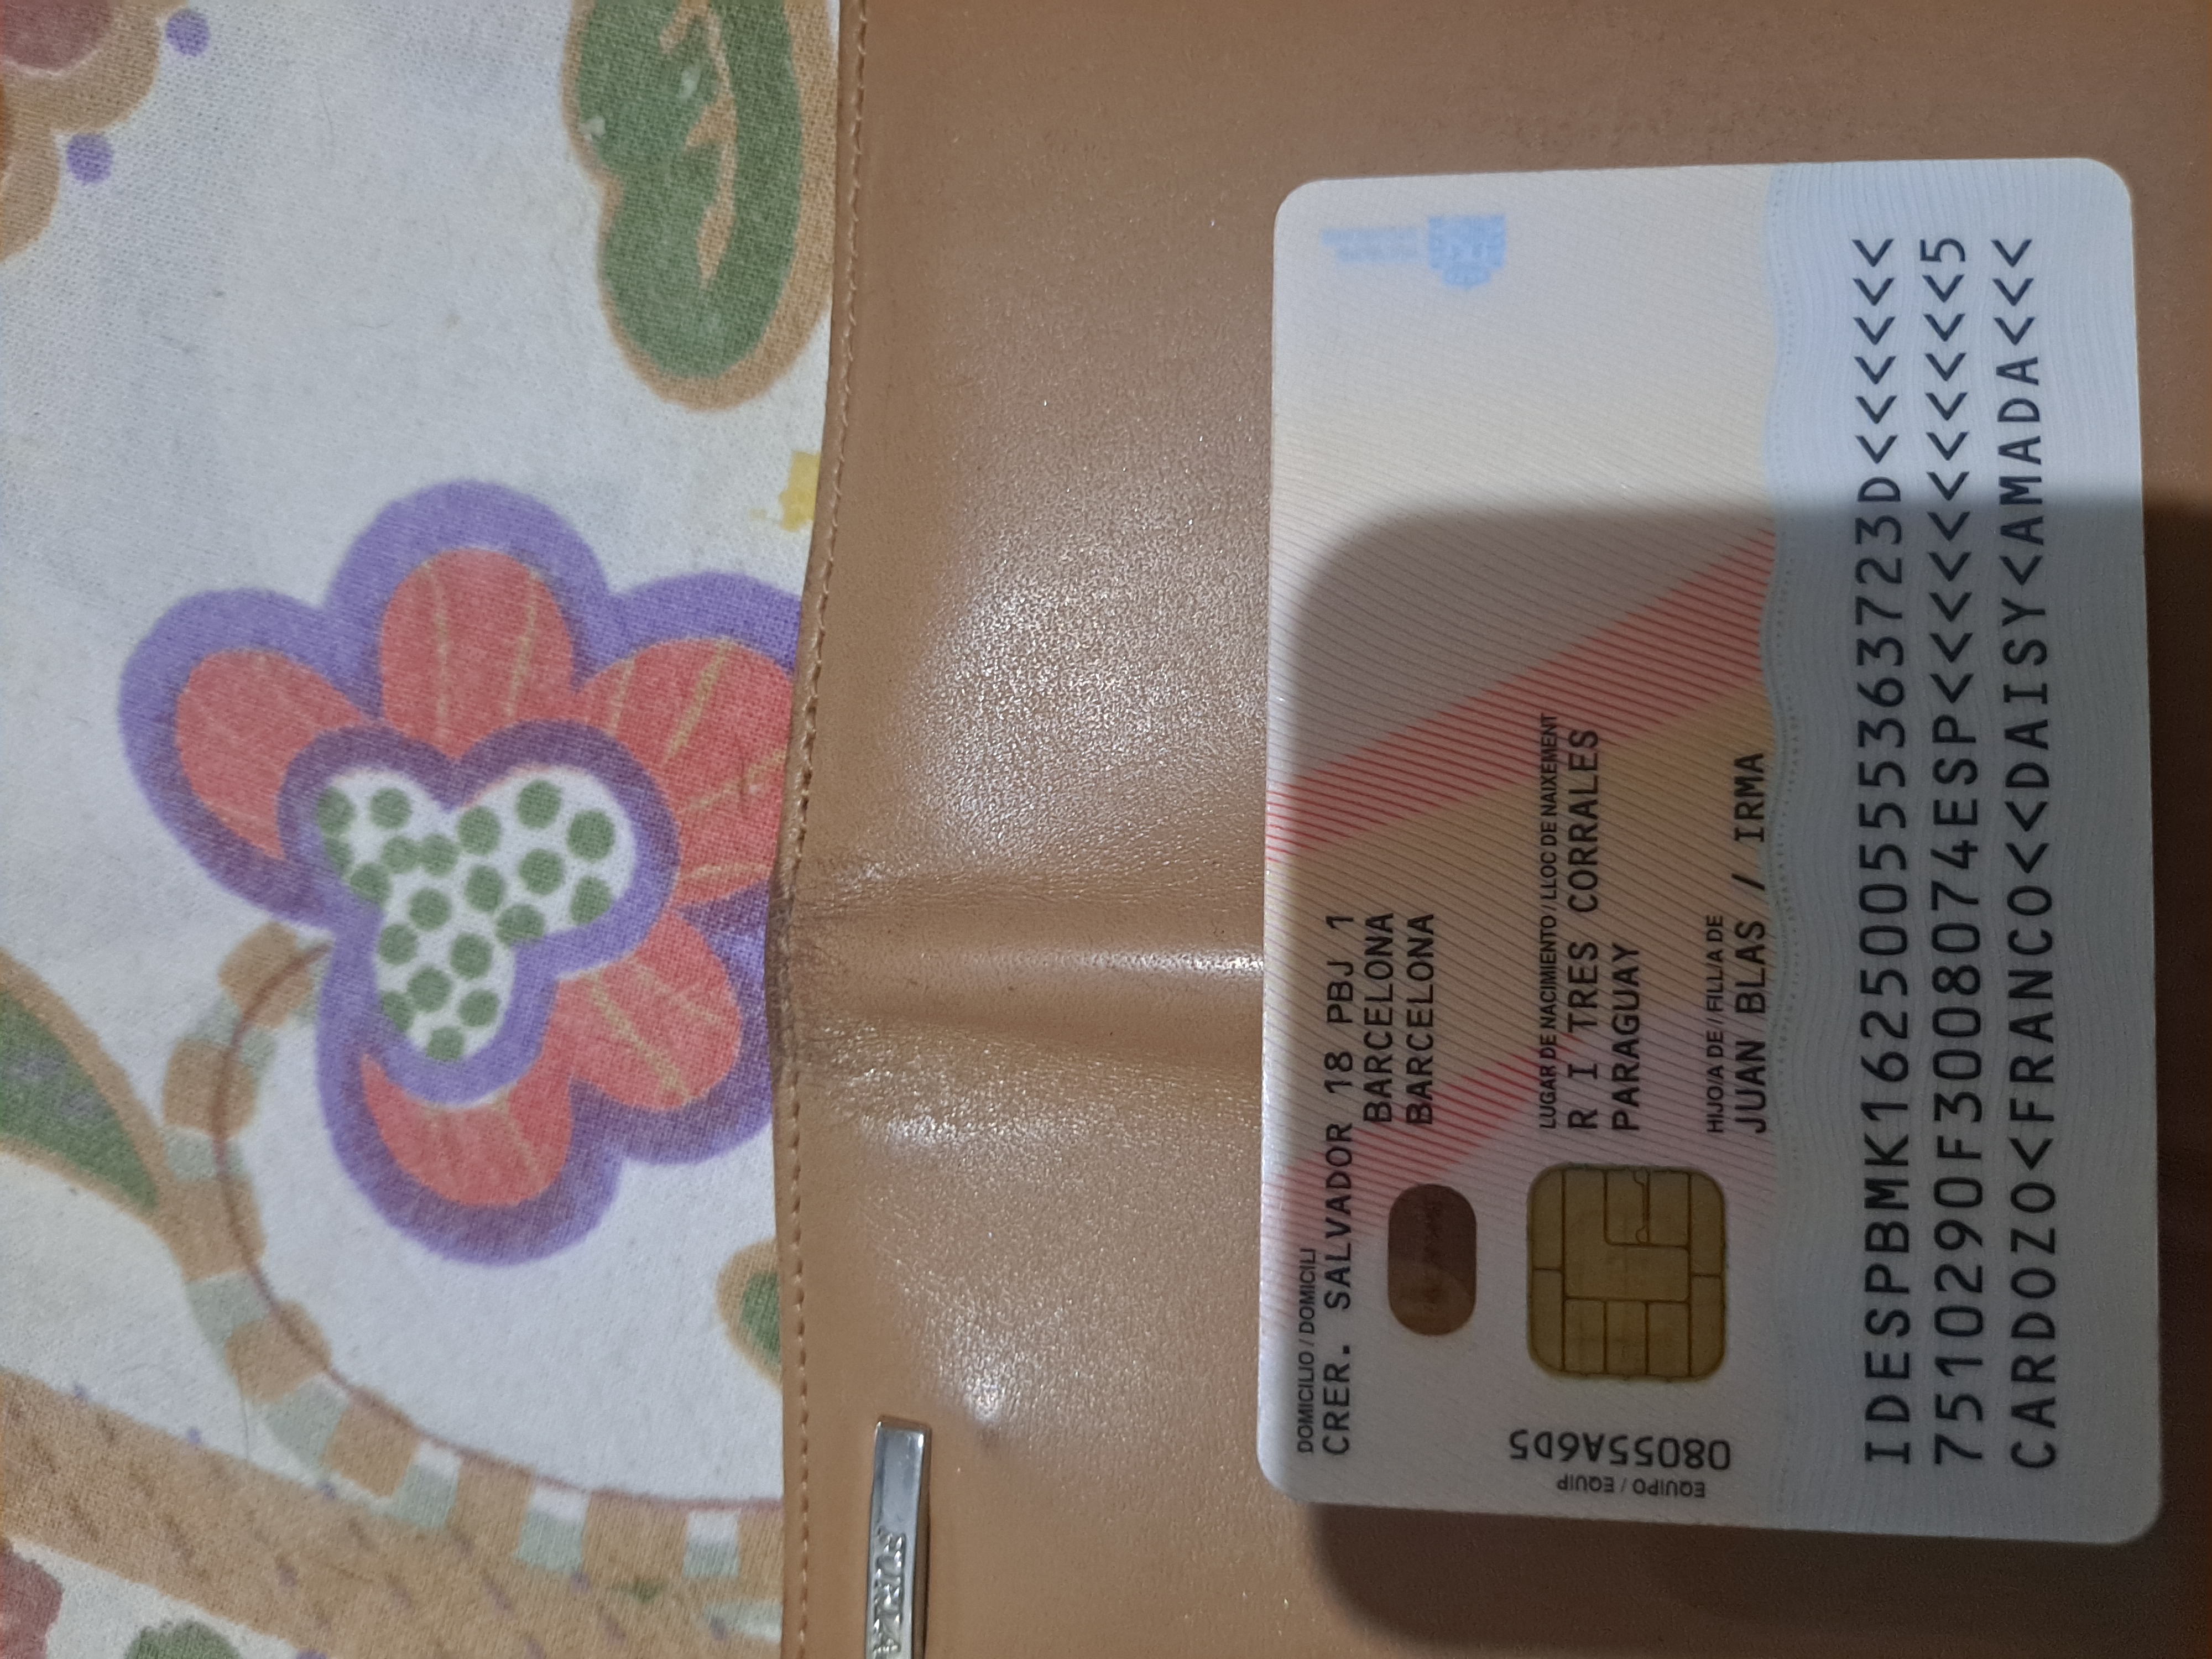 FURLA
DOMICILIO / DOMICILI
CRER. SALVADOR 18 PBJ 1
BARCELONA
BARCELONA
EQUIPO / EQUIP
08055A6D5
LUGAR DE NACIMIENTO / LLOC DE NAIXEMENT
R I TRES CORRALES
PARAGUAY
HIJO/A DE / FILL/A DE
JUAN BLAS / IRMA
IDESPBMK162500555363723D<<<<<<
7510290F3008074ESP<<<<<<<<<<<5
CARDOZO<FRANCO<<DAISY<AMADA<<<